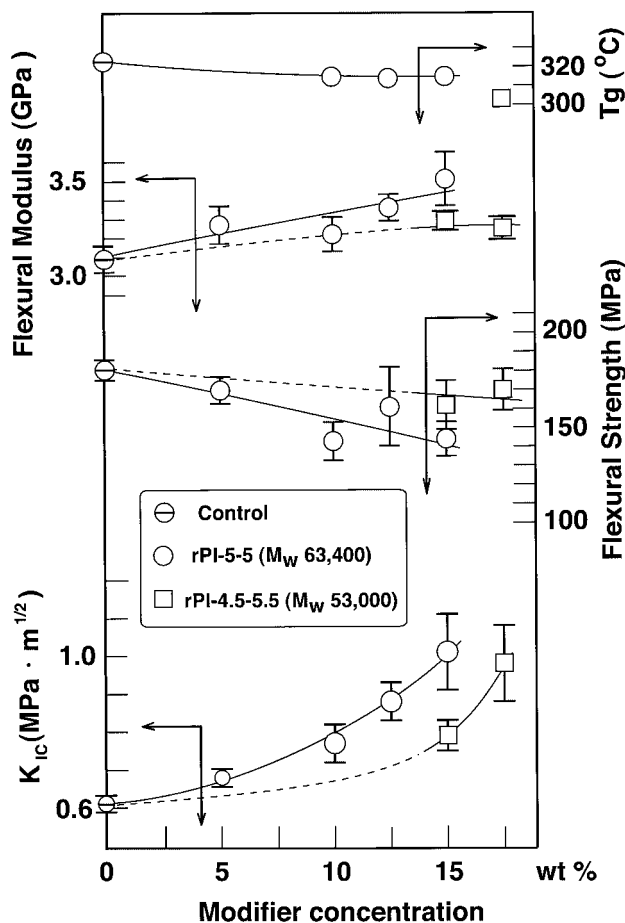 Flexural Modulus (GPa)
3.5
3.0
320
300
Tg (°C)
200
150
100
Flexural Strength (MPa)
Control
rPI-5-5 (MW 63,400)
rPI-4.5-5.5 (MW 53,000)
KIC(MPa · m1/2)
1.0
0.6
0 5 10 15 wt %
Modifier concentration